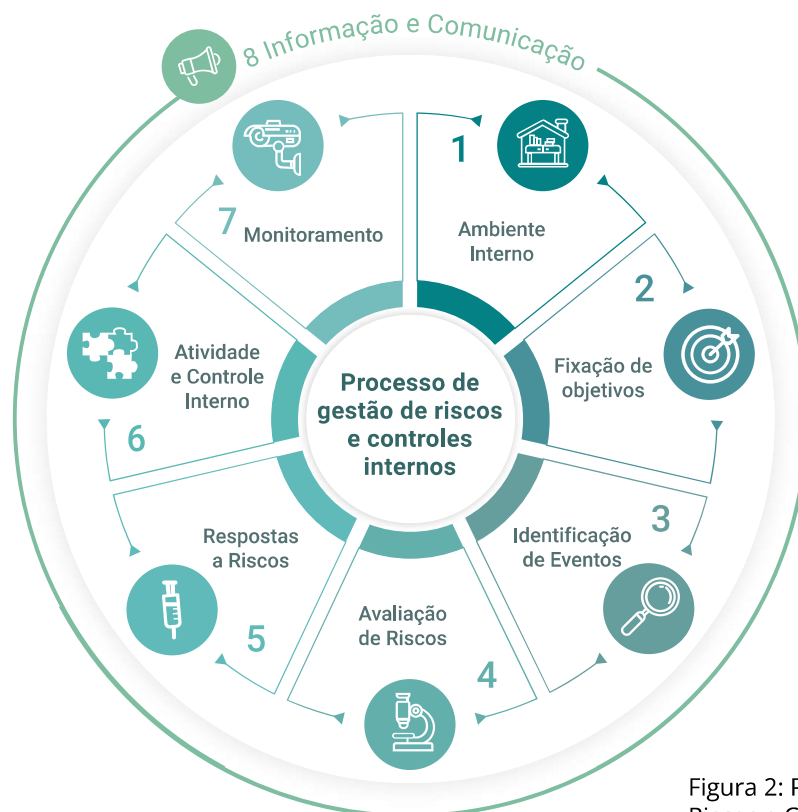 8 Informação e Comunicação
1
Ambiente
Interno
2
Fixação de
objetivos
3
Identificação
de Eventos
4
Avaliação
de Riscos
5
Respostas
a Riscos
6
Atividade
e Controle
Interno
7
Monitoramento
Processo de
gestão de riscos
e controles
internos
Figura 2: